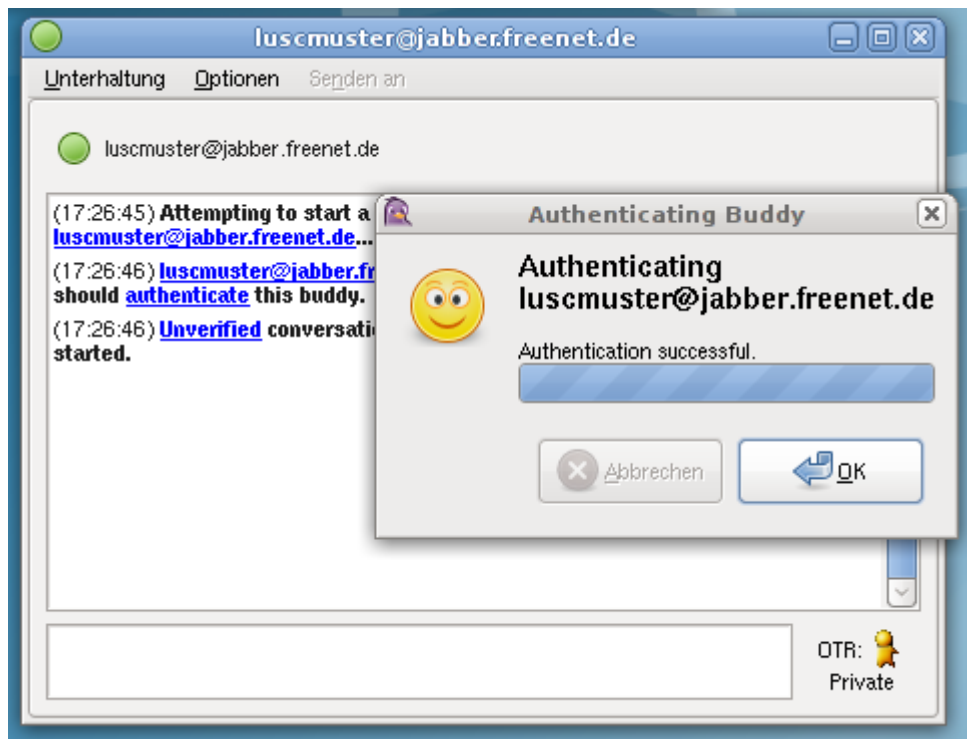 luscmuster@jabber.freenet.de
Unterhaltung Optionen Senden an
luscmuster@jabber.freenet.de
(17:26:45) Attempting to start a
luscmuster@jabber.freenet.de...
(17:26:46) luscmuster@jabber.fr
should authenticate this buddy.
(17:26:46) Unverified conversati
started.
Authenticating Buddy
Authenticating
luscmuster@jabber.freenet.de
Authentication successful.
Abbrechen OK
OTR:
Private